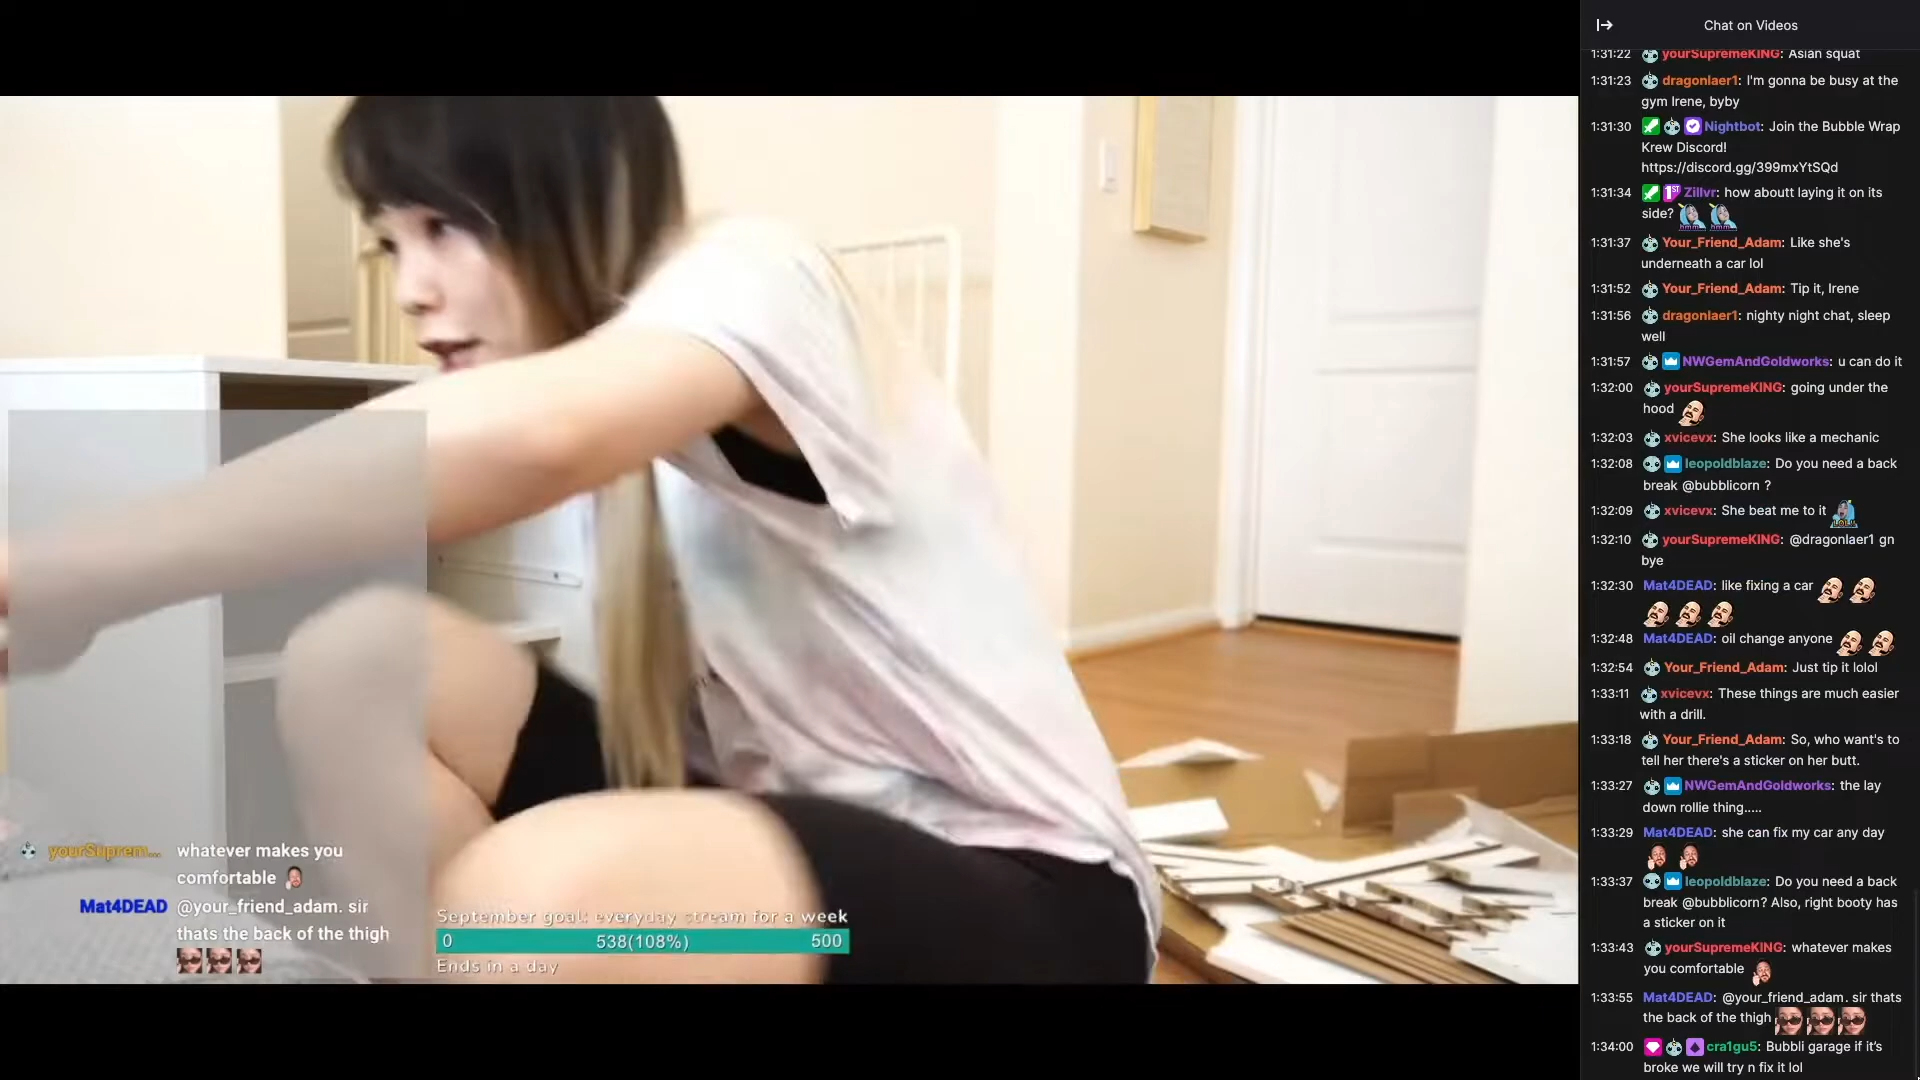 Chat on Videos
1:31:22 yourSupremeKING: Asian squat
1:31:23 dragonlaer1: I'm gonna be busy at the
gym Irene, byby
1:31:30 Nightbot: Join the Bubble Wrap
Krew Discord!
https://discord.gg/399mxYtSQd
1:31:34 1ST Zillvr: how aboutt laying it on its
side?
1:31:37 Your_Friend_Adam: Like she's
underneath a car lol
1:31:52 Your_Friend_Adam: Tip it, Irene
1:31:56 dragonlaer1: nighty night chat, sleep
well
1:31:57 NWGemAndGoldworks: u can do it
1:32:00 yourSupremeKING: going under the
hood
1:32:03 xvicevx: She looks like a mechanic
1:32:08 leopoldblaze: Do you need a back
break @bubblicorn ?
1:32:09 xvicevx: She beat me to it
1:32:10 yourSupremeKING: @dragonlaer1 gn
bye
1:32:30 Mat4DEAD: like fixing a car
1:32:48 Mat4DEAD: oil change anyone
1:32:54 Your_Friend_Adam: Just tip it lolol
1:33:11 xvicevx: These things are much easier
with a drill.
1:33:18 Your_Friend_Adam: So, who want's to
tell her there's a sticker on her butt.
1:33:27 NWGemAndGoldworks: the lay
down rollie thing.....
1:33:29 Mat4DEAD: she can fix my car any day
1:33:37 leopoldblaze: Do you need a back
break @bubblicorn? Also, right booty has
a sticker on it
1:33:43 yourSupremeKING: whatever makes
you comfortable
1:33:55 Mat4DEAD: @your_friend_adam. sir thats
the back of the thigh
1:34:00 cra1gu5: Bubbli garage if it's
broke we will try n fix it lol
yourSuprem... whatever makes you
comfortable
Mat4DEAD @your_friend_adam. sir
thats the back of the thigh
September goal: everyday stream for a week
0 538(108%) 500
Ends in a day